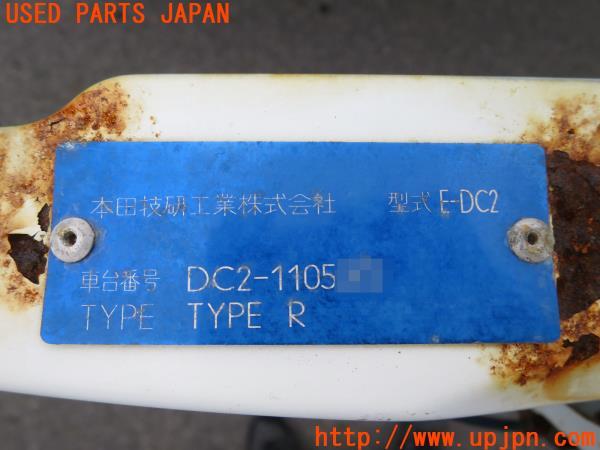 USED PARTS JAPAN
本田技研工業株式会社 型式 E-DC2
車台番号 DC2-1105
TYPE TYPE R
http://www.upjpn.com